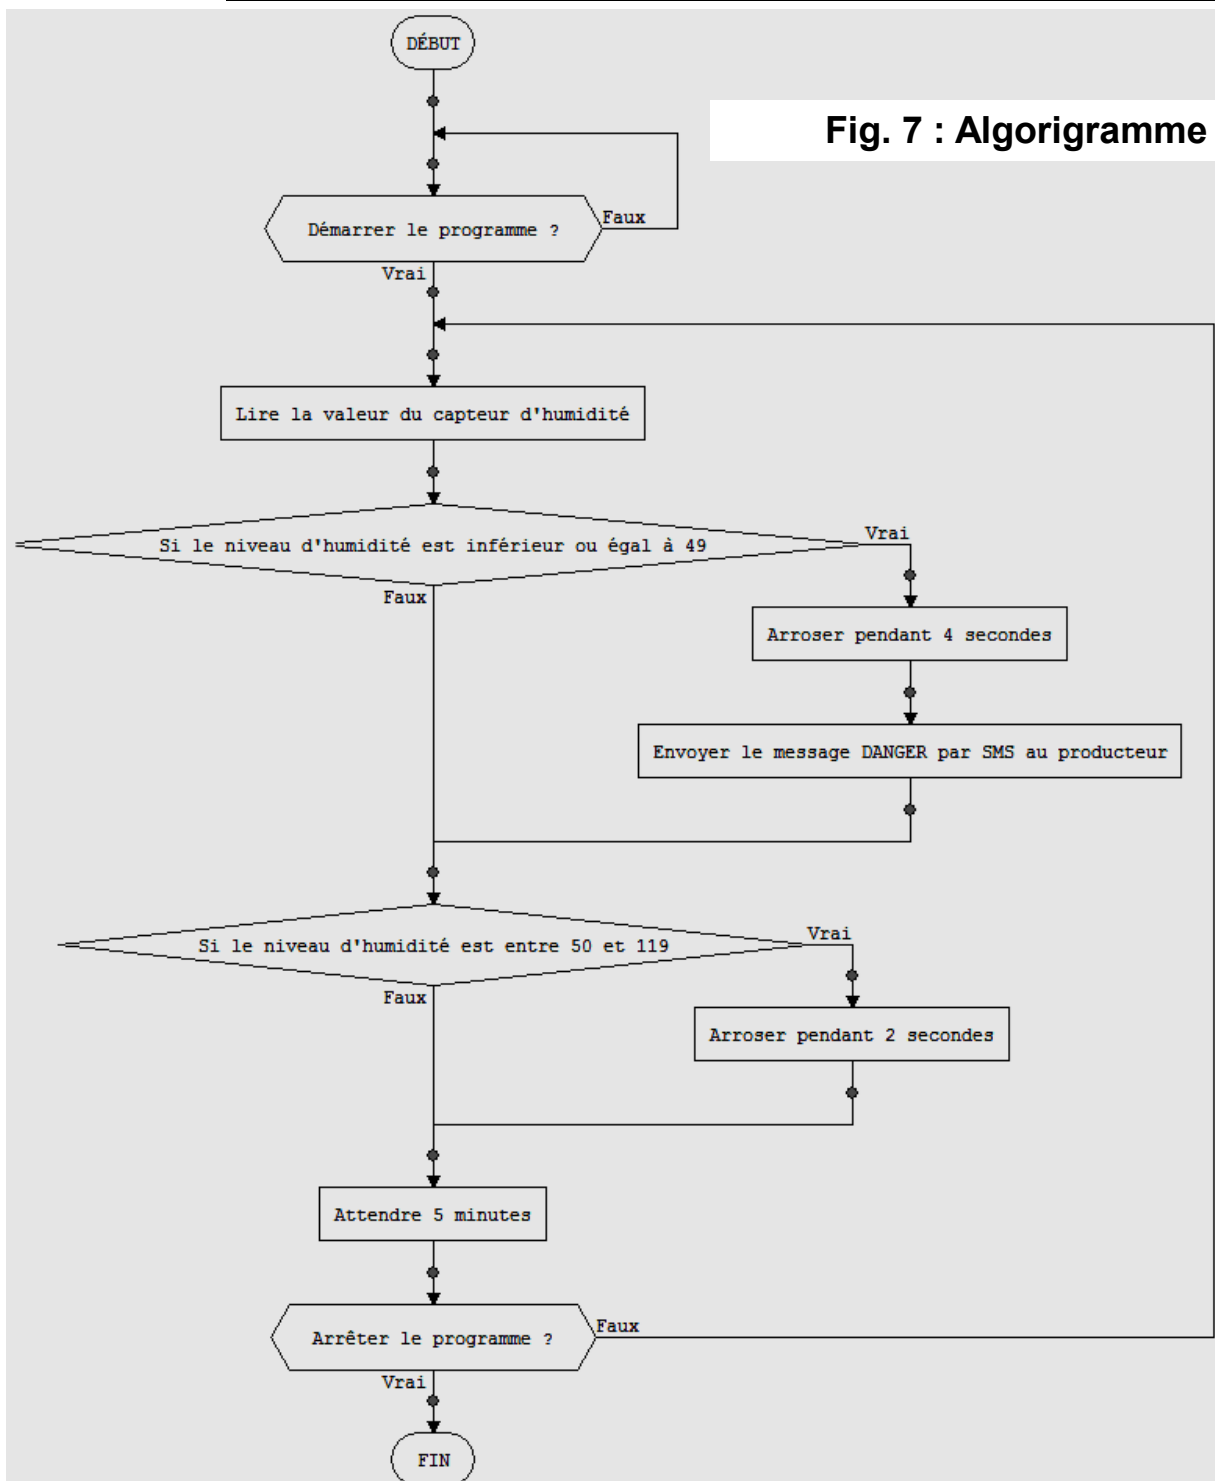 DÉBUT
Fig. 7 : Algorigramme
Démarrer le programme ?
Faux
Vrai
Lire la valeur du capteur d'humidité
Si le niveau d'humidité est inférieur ou égal à 49
Vrai
Faux
Arroser pendant 4 secondes
Envoyer le message DANGER par SMS au producteur
Si le niveau d'humidité est entre 50 et 119
Vrai
Faux
Arroser pendant 2 secondes
Attendre 5 minutes
Arrêter le programme ?
Faux
Vrai
FIN